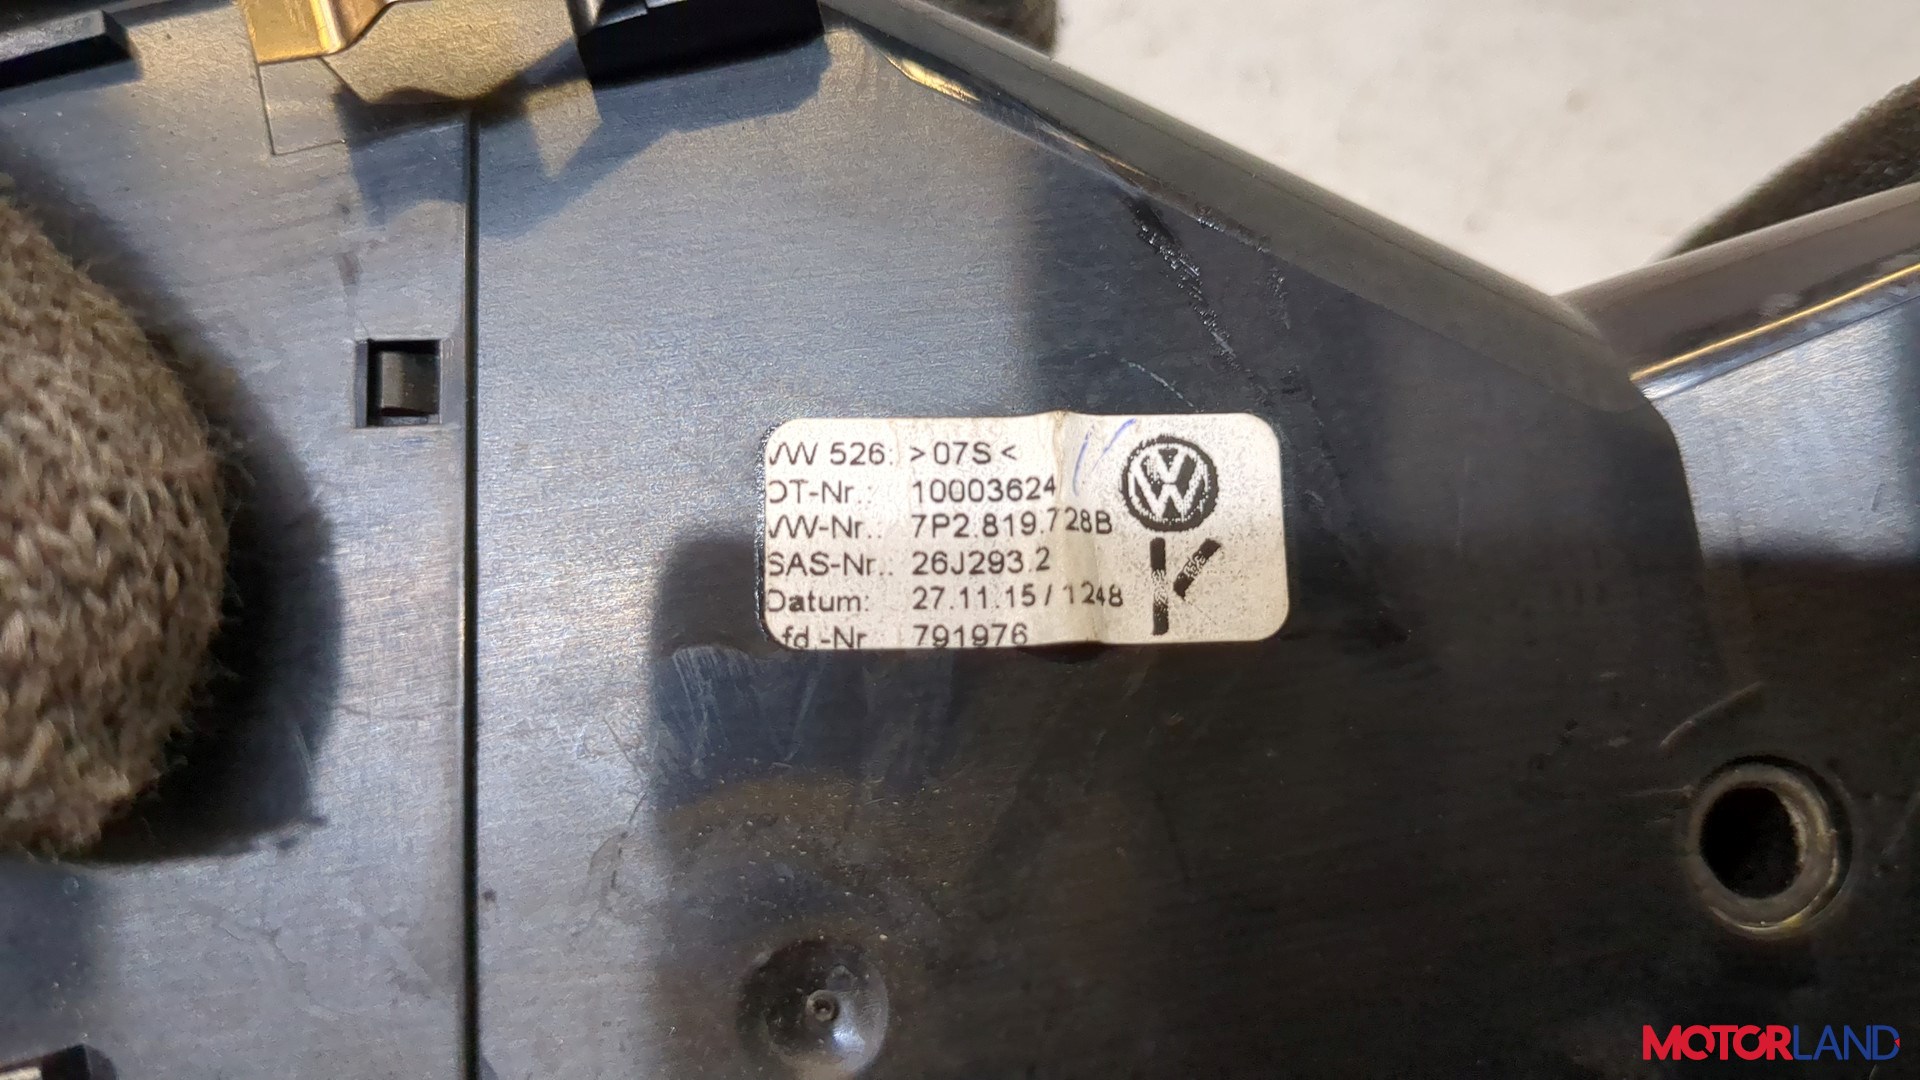 VW 526: >07S<
OT-Nr.: 10003624
VW-Nr.: 7P2.819.728B
SAS-Nr.: 26J293.2
Datum: 27.11.15 / 1248
fd.-Nr 791976
K
MOTORLAND